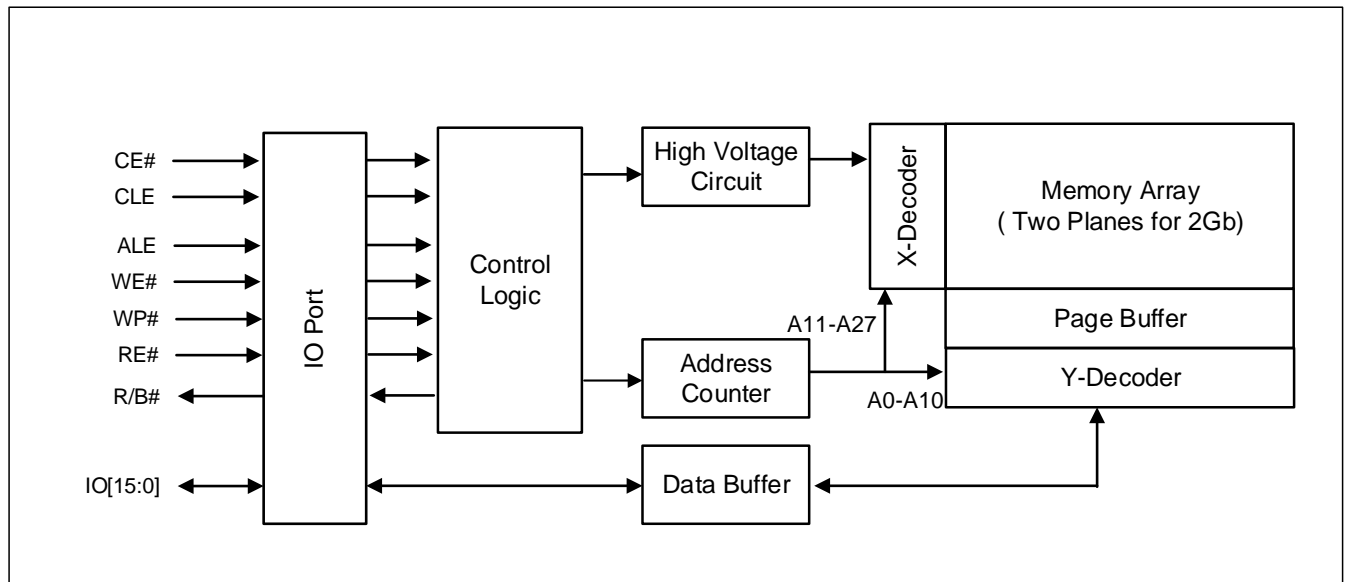 CE#
CLE
ALE
WE#
WP#
RE#
R/B#
IO[15:0]
IO Port
Control
Logic
High Voltage
Circuit
Address
Counter
Data Buffer
A11-A27
A0-A10
X-Decoder
Memory Array
( Two Planes for 2Gb)
Page Buffer
Y-Decoder